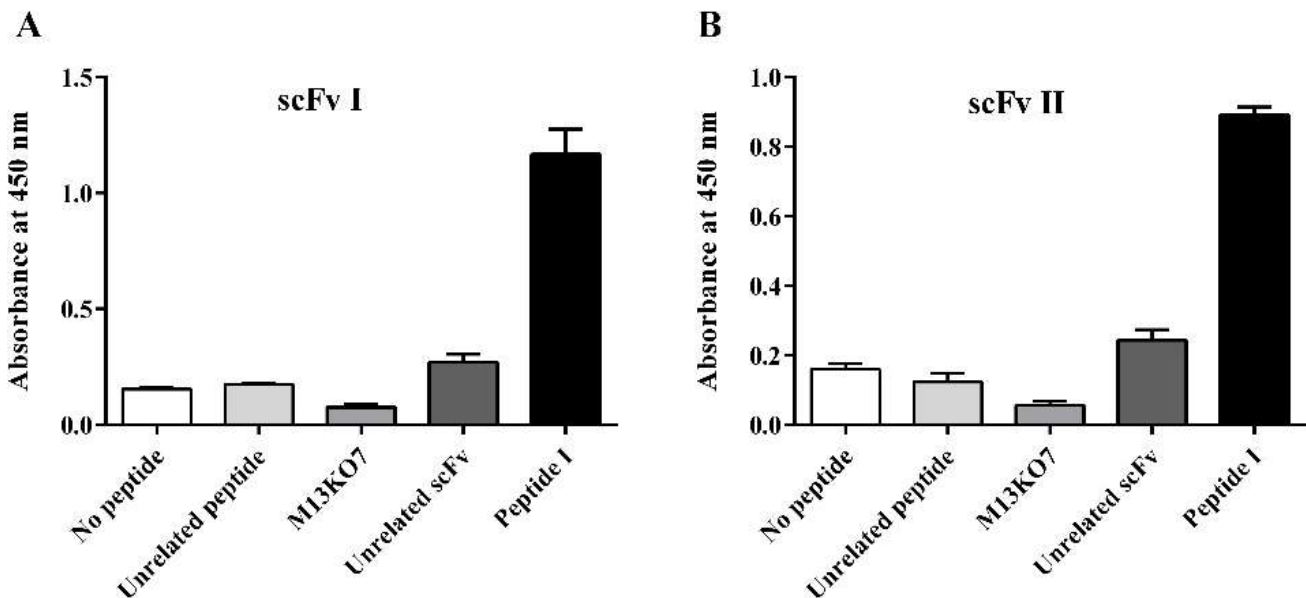 A
scFv I
Absorbance at 450 nm
1.5
1.0
0.5
0.0
No peptide
Unrelated peptide
M13KO7
Unrelated scFv
Peptide I
B
scFv II
Absorbance at 450 nm
1.0
0.8
0.6
0.4
0.2
0.0
No peptide
Unrelated peptide
M13KO7
Unrelated scFv
Peptide I